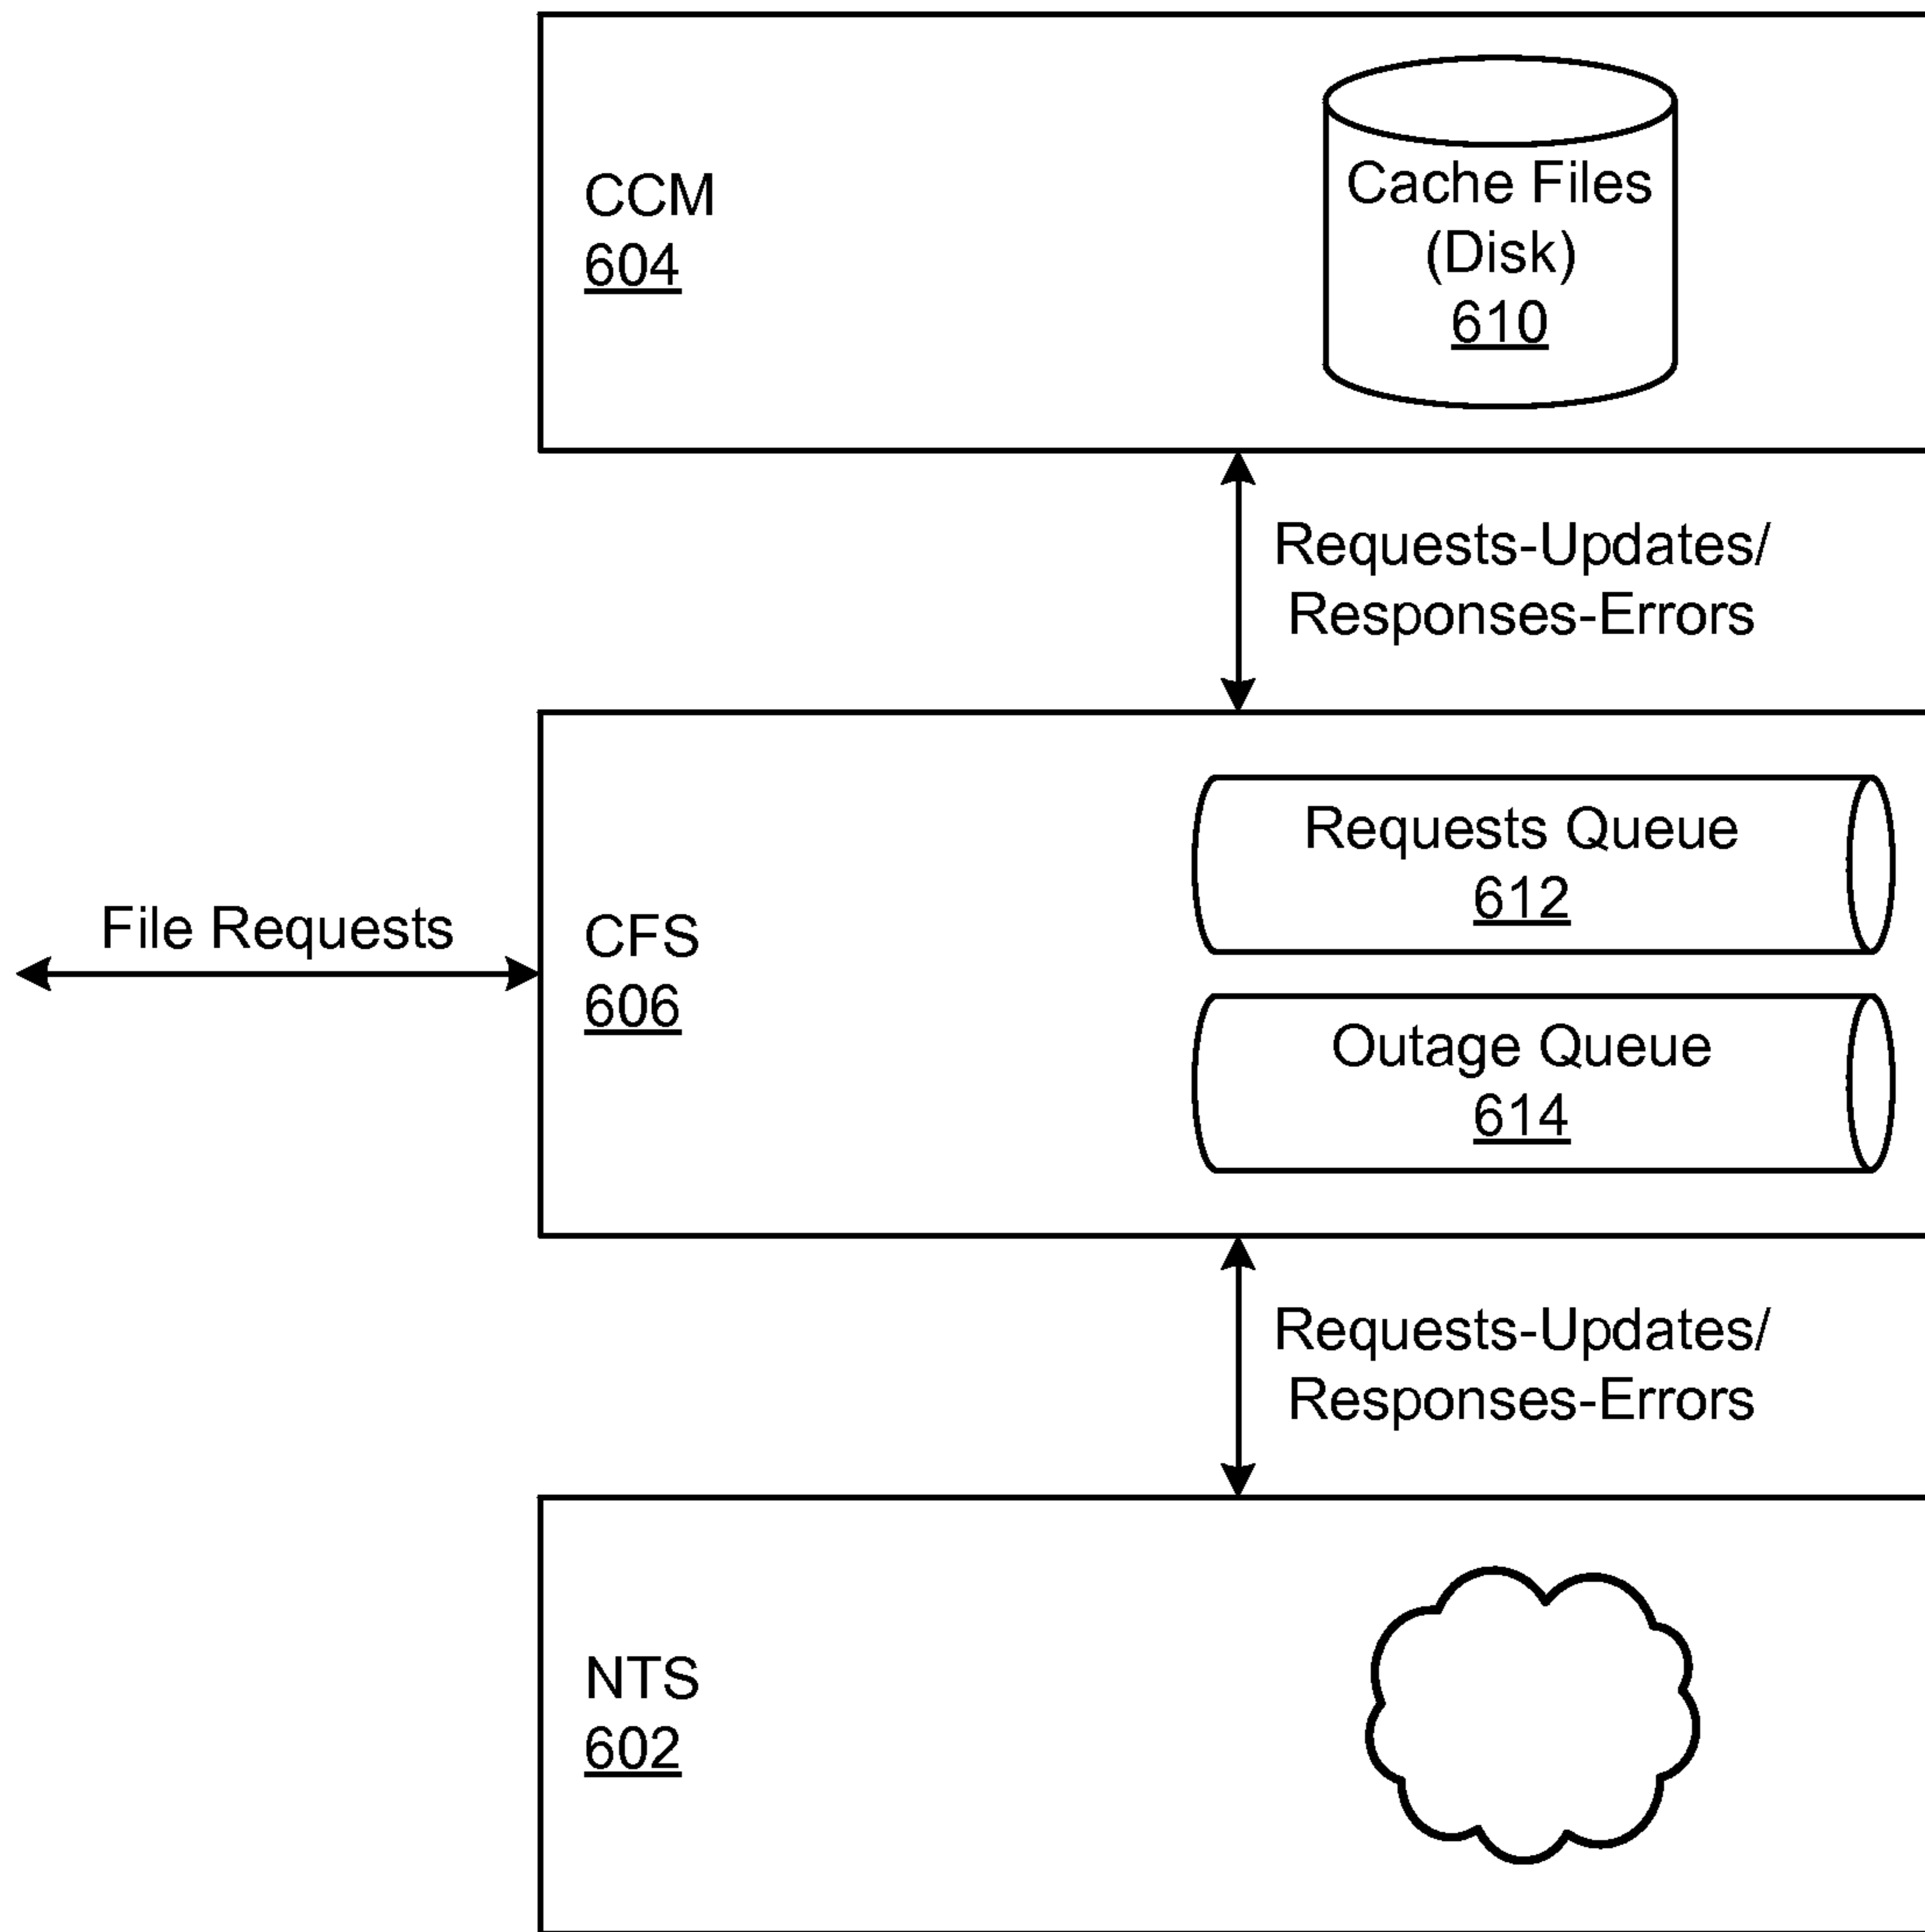 CCM
604
Cache Files
(Disk)
610
Requests-Updates/
Responses-Errors
File Requests
CFS
606
Requests Queue
612
Outage Queue
614
Requests-Updates/
Responses-Errors
NTS
602